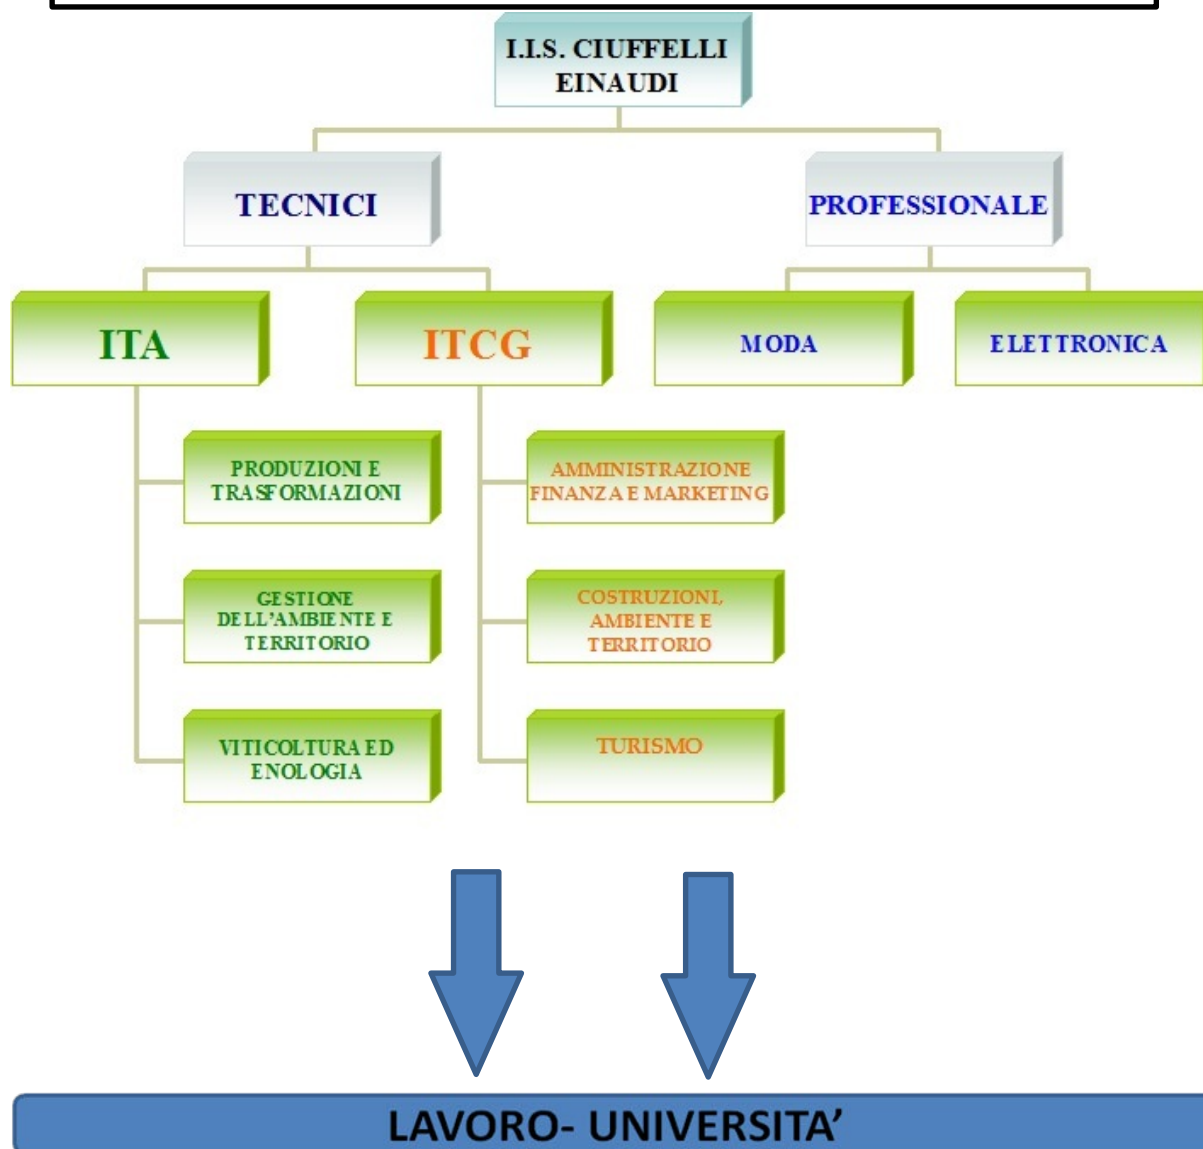 I.I.S. CIUFFELLI
EINAUDI
TECNICI
PROFESSIONALE
ITA
ITCG
MODA
ELETTRONICA
PRODUZIONI E
TRASFORMAZIONI
AMMINISTRAZIONE
FINANZA E MARKETING
GESTIONE
DELL’AMBIENTE E
TERRITORIO
COSTRUZIONI,
AMBIENTE E
TERRITORIO
VITICOLTURA ED
ENOLOGIA
TURISMO
LAVORO- UNIVERSITA’